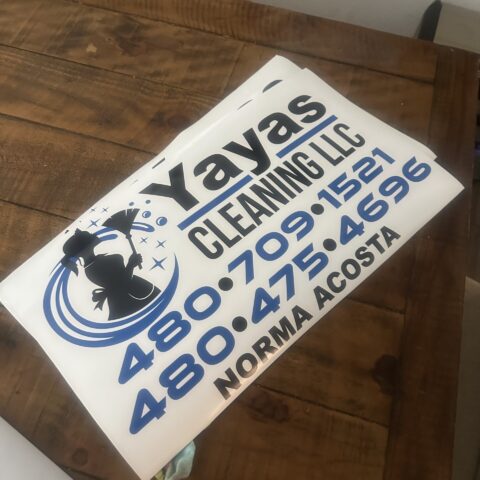 Yayas
CLEANING LLC
480•709•1521
480•475•4696
NORMA ACOSTA